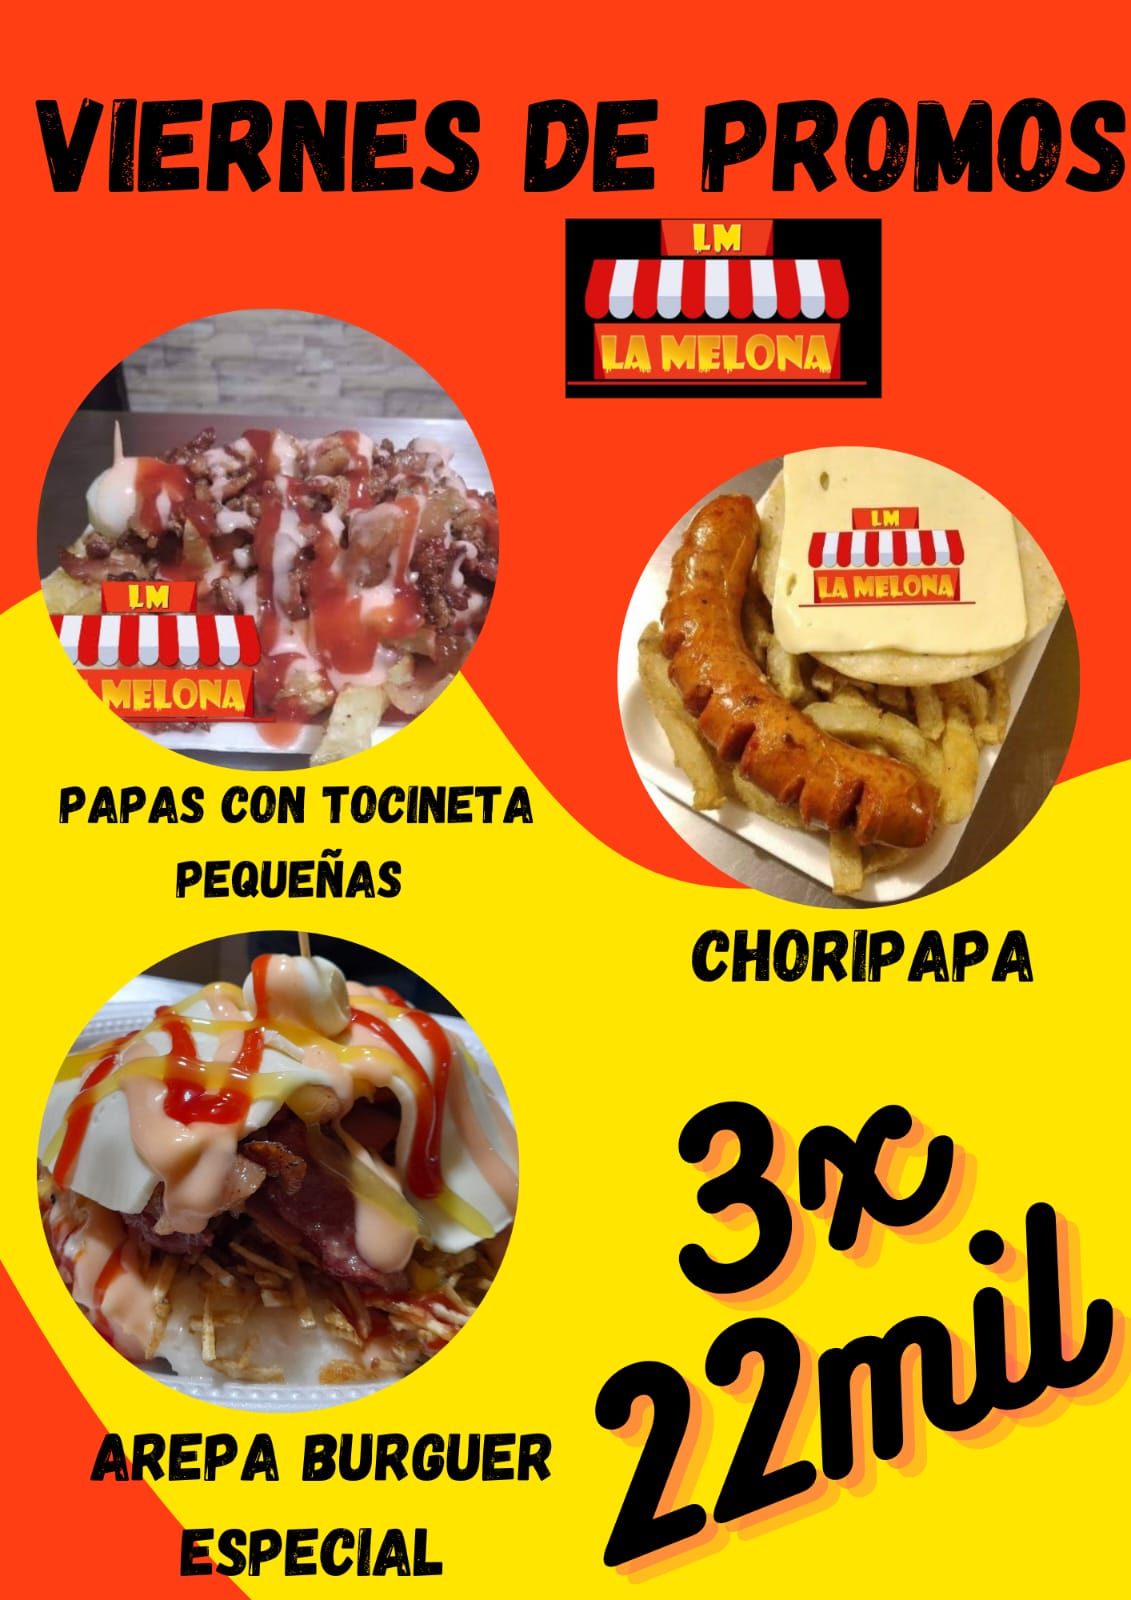 VIERNES DE PROMOS
LM
LA MELONA
LM
LA MELONA
LM
MELONA
PAPAS CON TOCINETA
PEQUEÑAS
CHORIPAPA
3x
22mil
AREPA BURGUER
ESPECIAL